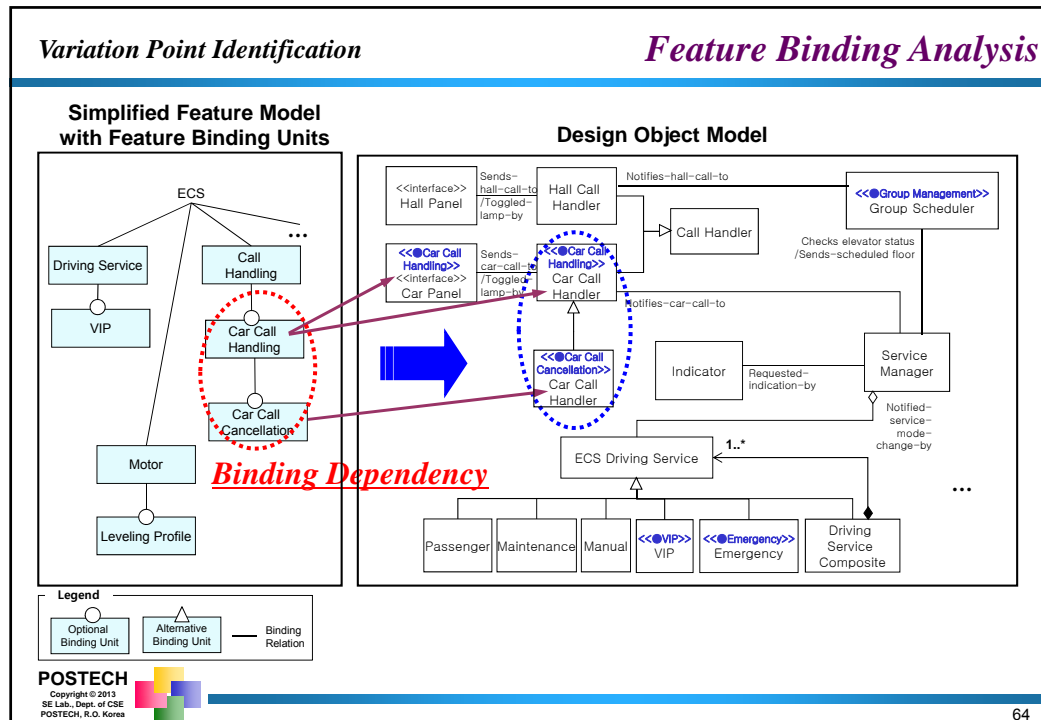 Variation Point Identification
Feature Binding Analysis
Simplified Feature Model
with Feature Binding Units
ECS
...
Driving Service
VIP
Call
Handling
Car Call
Handling
Car Call
Cancellation
Motor
Leveling Profile
Binding Dependency
Design Object Model
<<interface>>
Hall Panel
Sends-
hall-call-to
/Toggled-
lamp-by
Hall Call
Handler
Notifies-hall-call-to
<<●Group Management>>
Group Scheduler
Call Handler
Checks elevator status
/Sends-scheduled floor
<<●Car Call
Handling>>
<<interface>>
Car Panel
Sends-
car-call-to
/Toggled-
lamp-by
<<●Car Call
Handling>>
Car Call
Handler
Notifies-car-call-to
<<●Car Call
Cancellation>>
Car Call
Handler
Indicator
Requested-
indication-by
Service
Manager
Notified-
service-
mode-
change-by
ECS Driving Service
1..*
...
Passenger
Maintenance
Manual
<<●VIP>>
VIP
<<●Emergency>>
Emergency
Driving
Service
Composite
Legend
Optional
Binding Unit
Alternative
Binding Unit
Binding
Relation
POSTECH
Copyright © 2013
SE Lab., Dept. of CSE
POSTECH, R.O. Korea
64